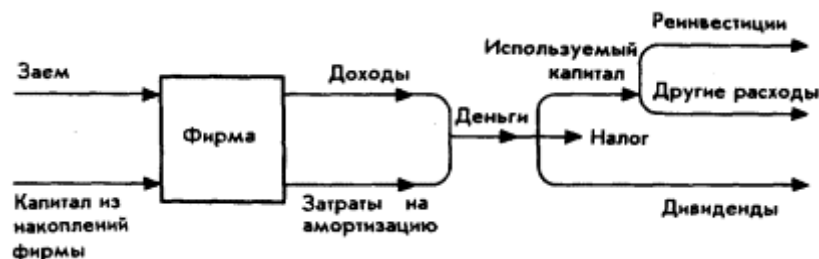 Реинвестиции
Используемый
капитал
Заем
Доходы
Другие расходы
Деньги
Фирма
Налог
Капитал из
накоплений
фирмы
Затраты на
амортизацию
Дивиденды